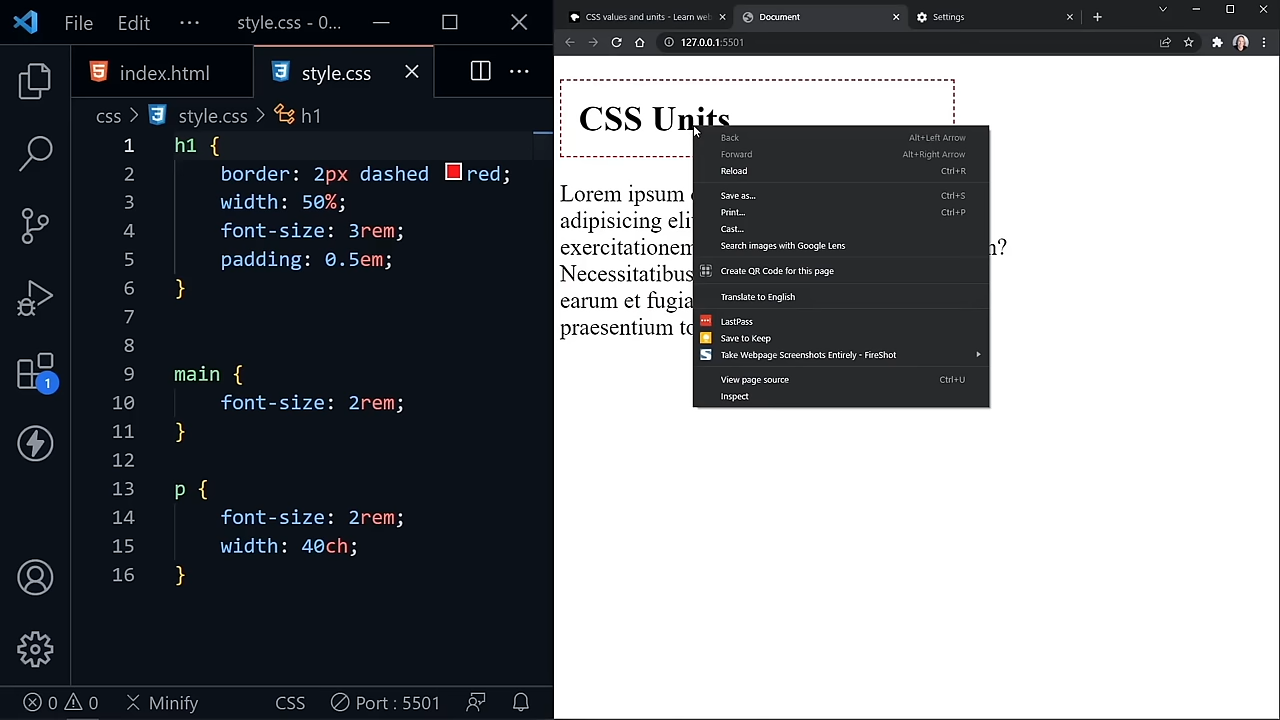 File Edit ··· style.css - 0...
index.html
style.css
css > style.css > h1
1 h1 {
2 border: 2px dashed red;
3 width: 50%;
4 font-size: 3rem;
5 padding: 0.5em;
6 }
7
8
9 main {
10 font-size: 2rem;
11 }
12
13 p {
14 font-size: 2rem;
15 width: 40ch;
16 }
1
0 0 Minify CSS Port : 5501
CSS values and units - Learn web
Document
Settings
127.0.0.1:5501
CSS Units
Lorem ipsum
adipisicing eli
exercitationem n?
Necessitatibus
earum et fugia
praesentium to
Back Alt+Left Arrow
Forward Alt+Right Arrow
Reload Ctrl+R
Save as... Ctrl+S
Print... Ctrl+P
Cast...
Search images with Google Lens
Create QR Code for this page
Translate to English
LastPass
Save to Keep
Take Webpage Screenshots Entirely - FireShot
View page source Ctrl+U
Inspect